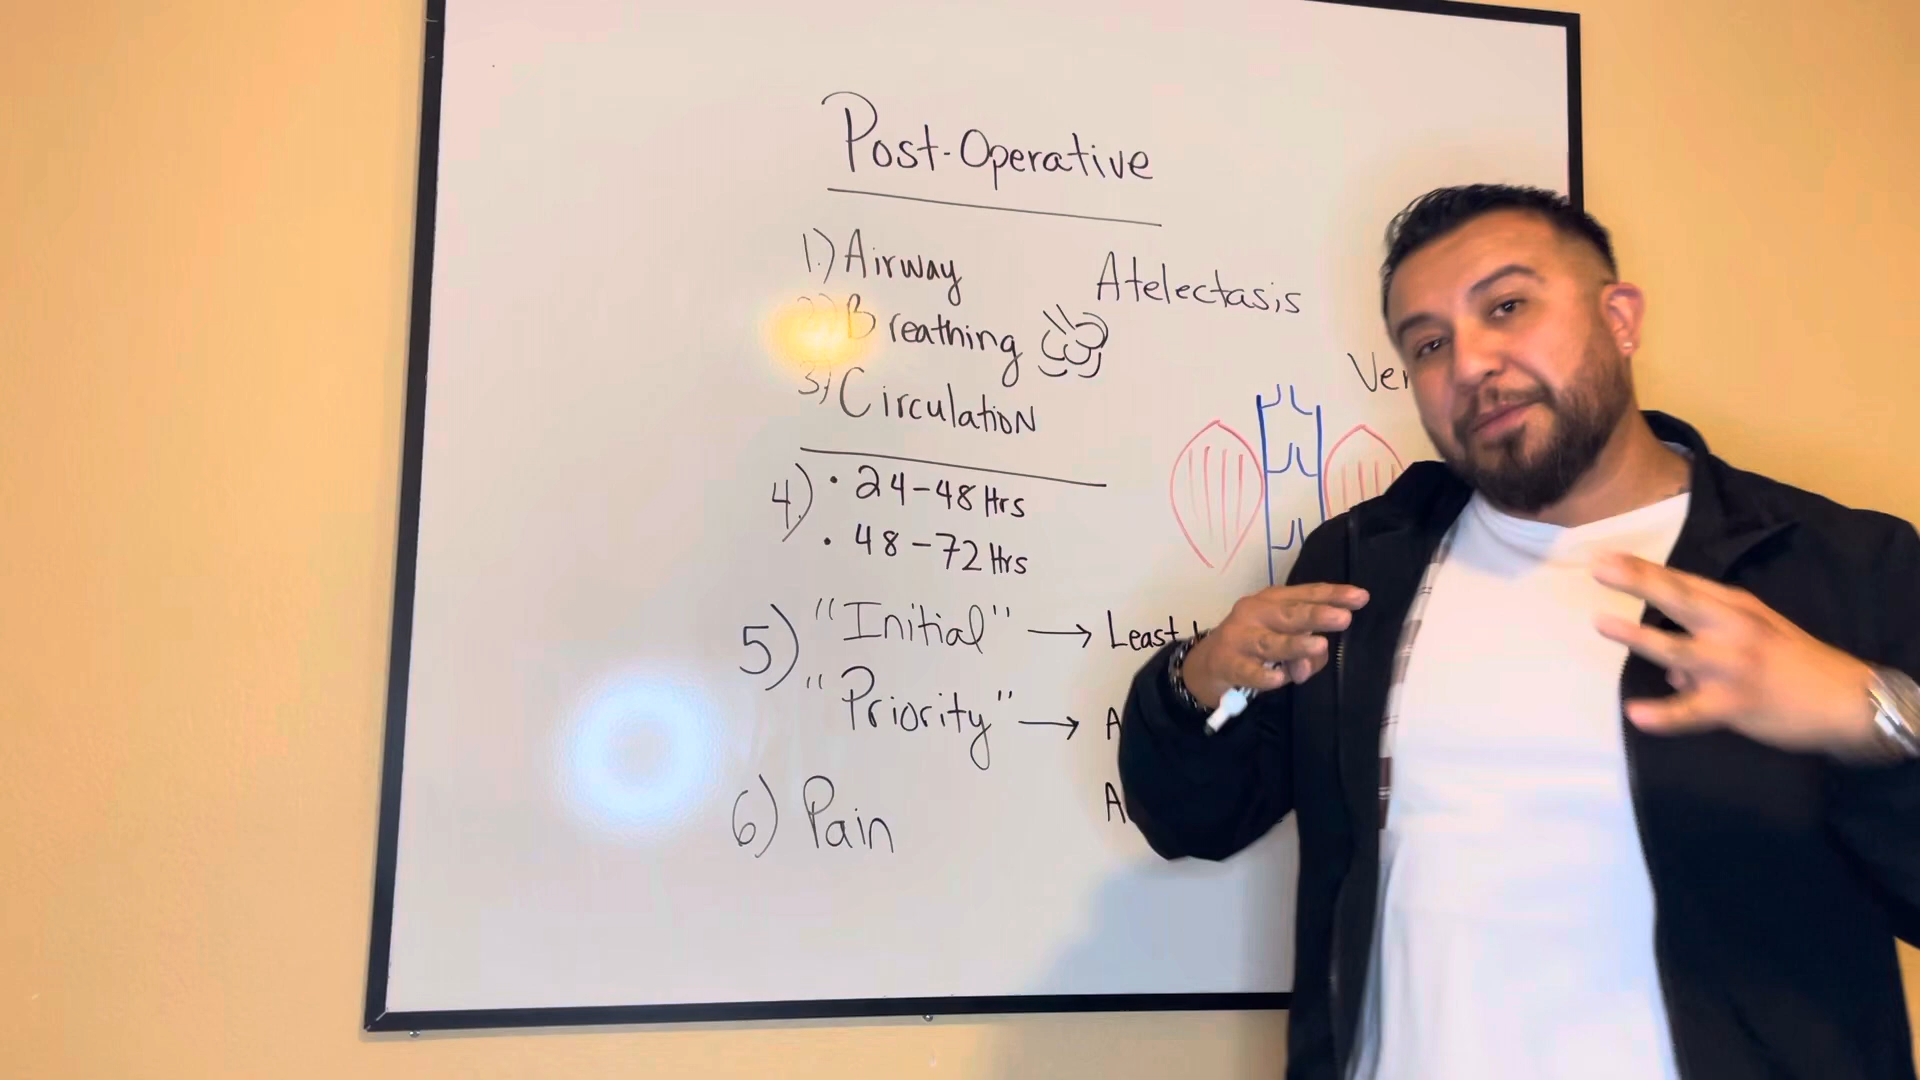 Post-Operative
1.) Airway
Atelectasis
2.) Breathing
3.) Circulation
4.) • 24-48 Hrs
• 48-72 Hrs
5.) "Initial" → Least
"Priority" → A
6) Pain
A